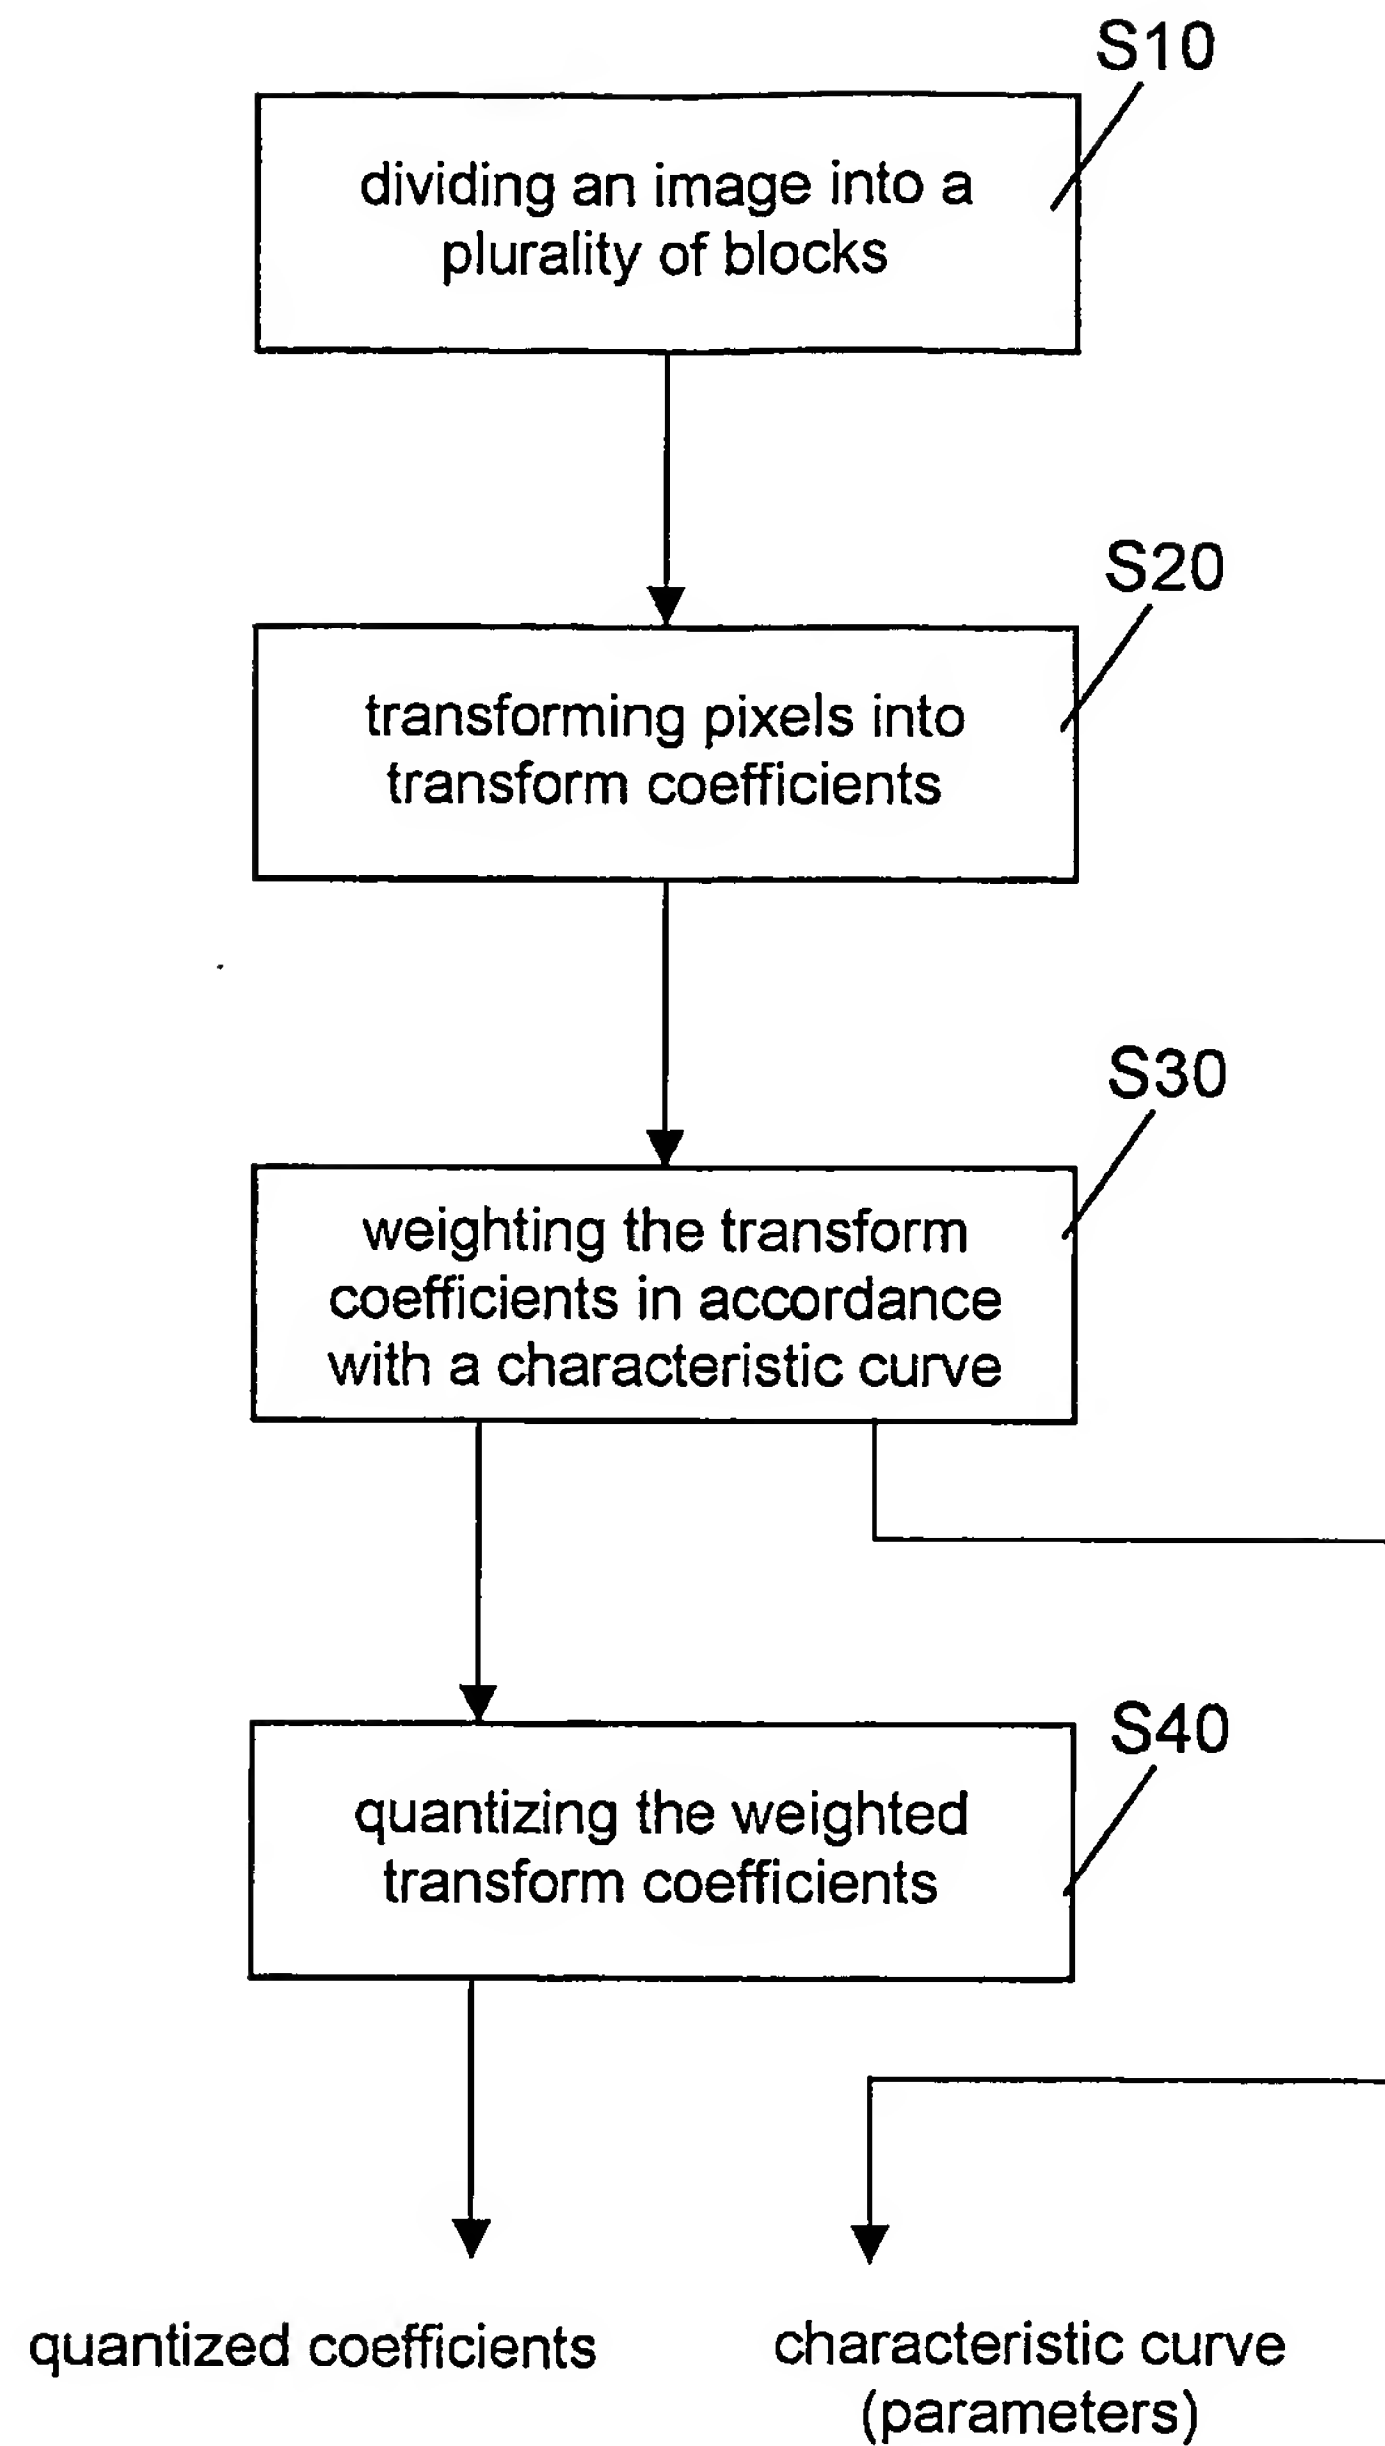 S10
dividing an image into a
plurality of blocks
S20
transforming pixels into
transform coefficients
S30
weighting the transform
coefficients in accordance
with a characteristic curve
S40
quantizing the weighted
transform coefficients
quantized coefficients
characteristic curve
(parameters)